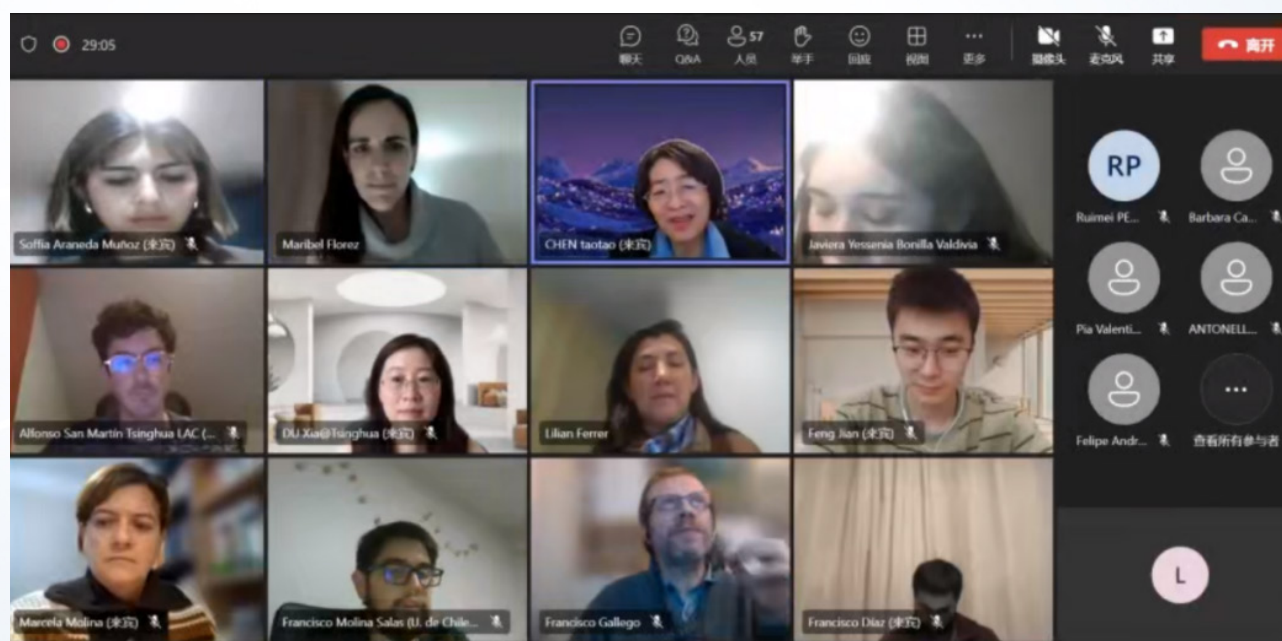 29:05
聊天
Q&A
57
人员
举手
回应
视图
更多
摄像头
麦克风
共享
离开
Soffia Araneda Muñoz (来宾)
Maribel Florez
CHEN taotao (来宾)
Javiera Yessenia Bonilla Valdivia
RP
Ruimei PE...
Barbara Ca...
Alfonso San Martín Tsinghua LAC (...
DU Xia@Tsinghua (来宾)
Lilian Ferrer
Feng Jian (来宾)
Pia Valenti...
ANTONELL...
Felipe Andr...
查看所有参与者
Marcela Molina (来宾)
Francisco Molina Salas (U. de Chile...
Francisco Gallego
Francisco Díaz (来宾)
L